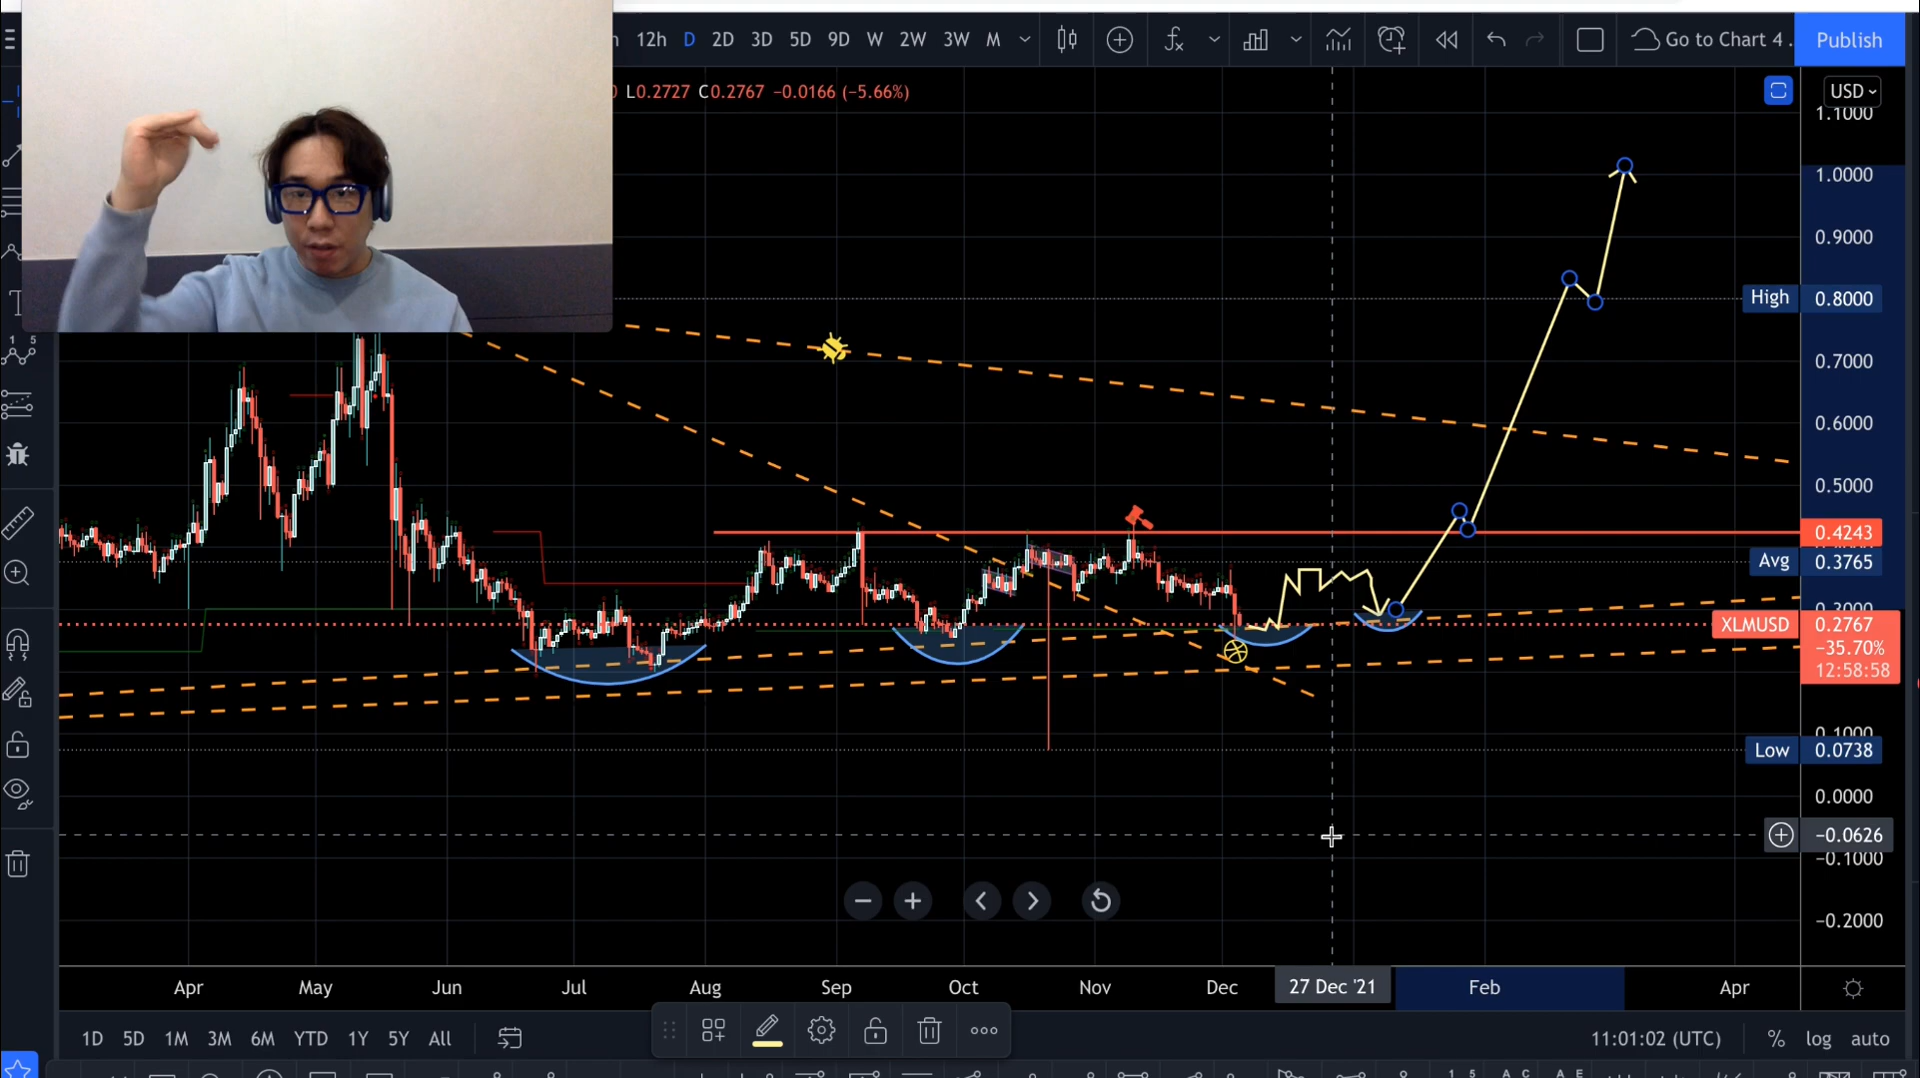 12h D 2D 3D 5D 9D W 2W 3W M Go to Chart 4 . Publish
L0.2727 C0.2767 −0.0166 (−5.66%) USD
1.1000
1.0000
0.9000
High 0.8000
0.7000
0.6000
0.5000
0.4243
Avg 0.3765
XLMUSD 0.2767
−35.70%
12:58:58
Low 0.0738
0.0000
−0.0626
−0.1000
−0.2000
Apr May Jun Jul Aug Sep Oct Nov Dec 27 Dec '21 Feb Apr
1D 5D 1M 3M 6M YTD 1Y 5Y All 11:01:02 (UTC) % log auto